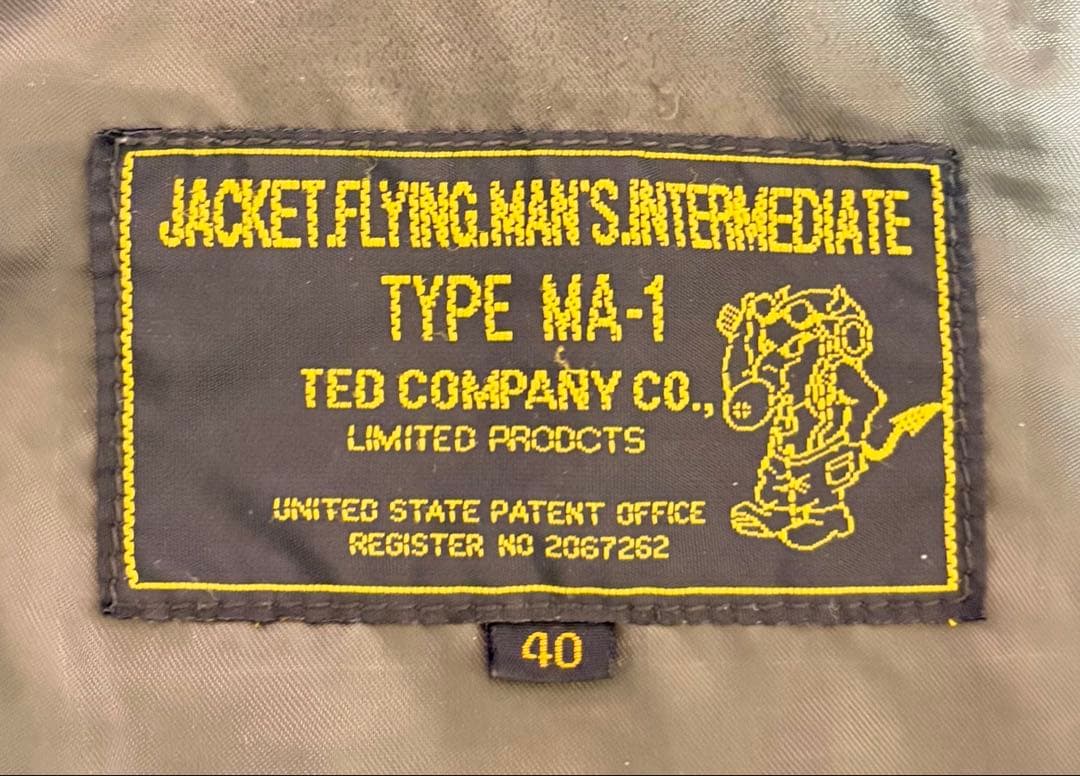 JACKET.FLYING.MAN'S.INTERMEDIATE
TYPE MA-1
TED COMPANY CO.,
LIMITED PRODCTS
UNITED STATE PATENT OFFICE
REGISTER NO 2067262
40